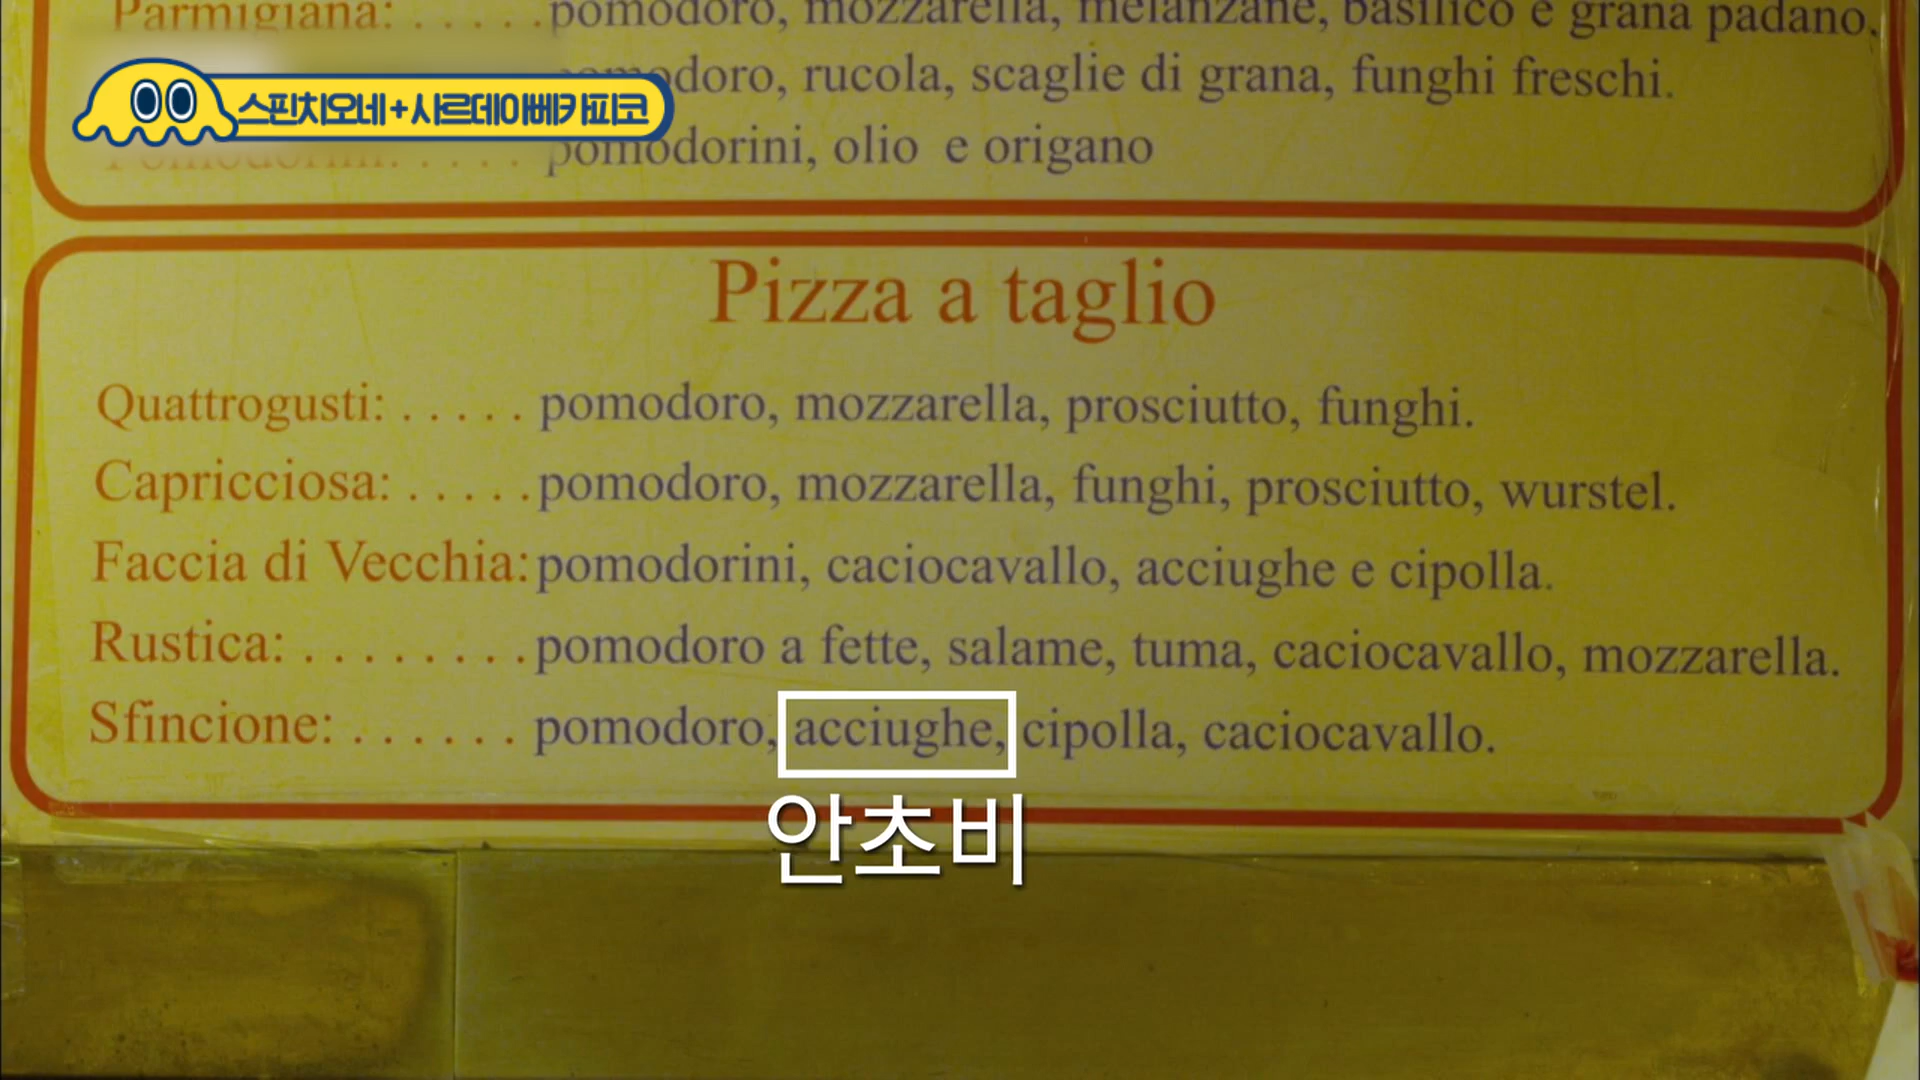 Parmigiana: . . . . . pomodoro, mozzarella, melanzane, basilico e grana padano.
pomodoro, rucola, scaglie di grana, funghi freschi.
스핀치오네+사르데아베카피코
Pomodorini: . . . . . pomodorini, olio e origano
Pizza a taglio
Quattrogusti: . . . . . pomodoro, mozzarella, prosciutto, funghi.
Capricciosa: . . . . . pomodoro, mozzarella, funghi, prosciutto, wurstel.
Faccia di Vecchia: pomodorini, caciocavallo, acciughe e cipolla.
Rustica: . . . . . . . . pomodoro a fette, salame, tuma, caciocavallo, mozzarella.
Sfincione: . . . . . . pomodoro, acciughe, cipolla, caciocavallo.
안초비